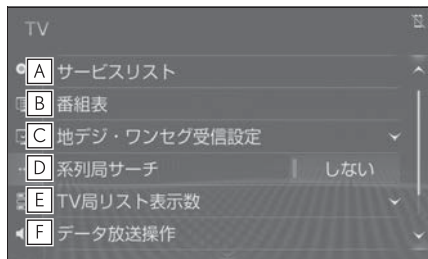 TV
A サービスリスト
B 番組表
C 地デジ・ワンセグ受信設定
D 系列局サーチ しない
E TV局リスト表示数
F データ放送操作